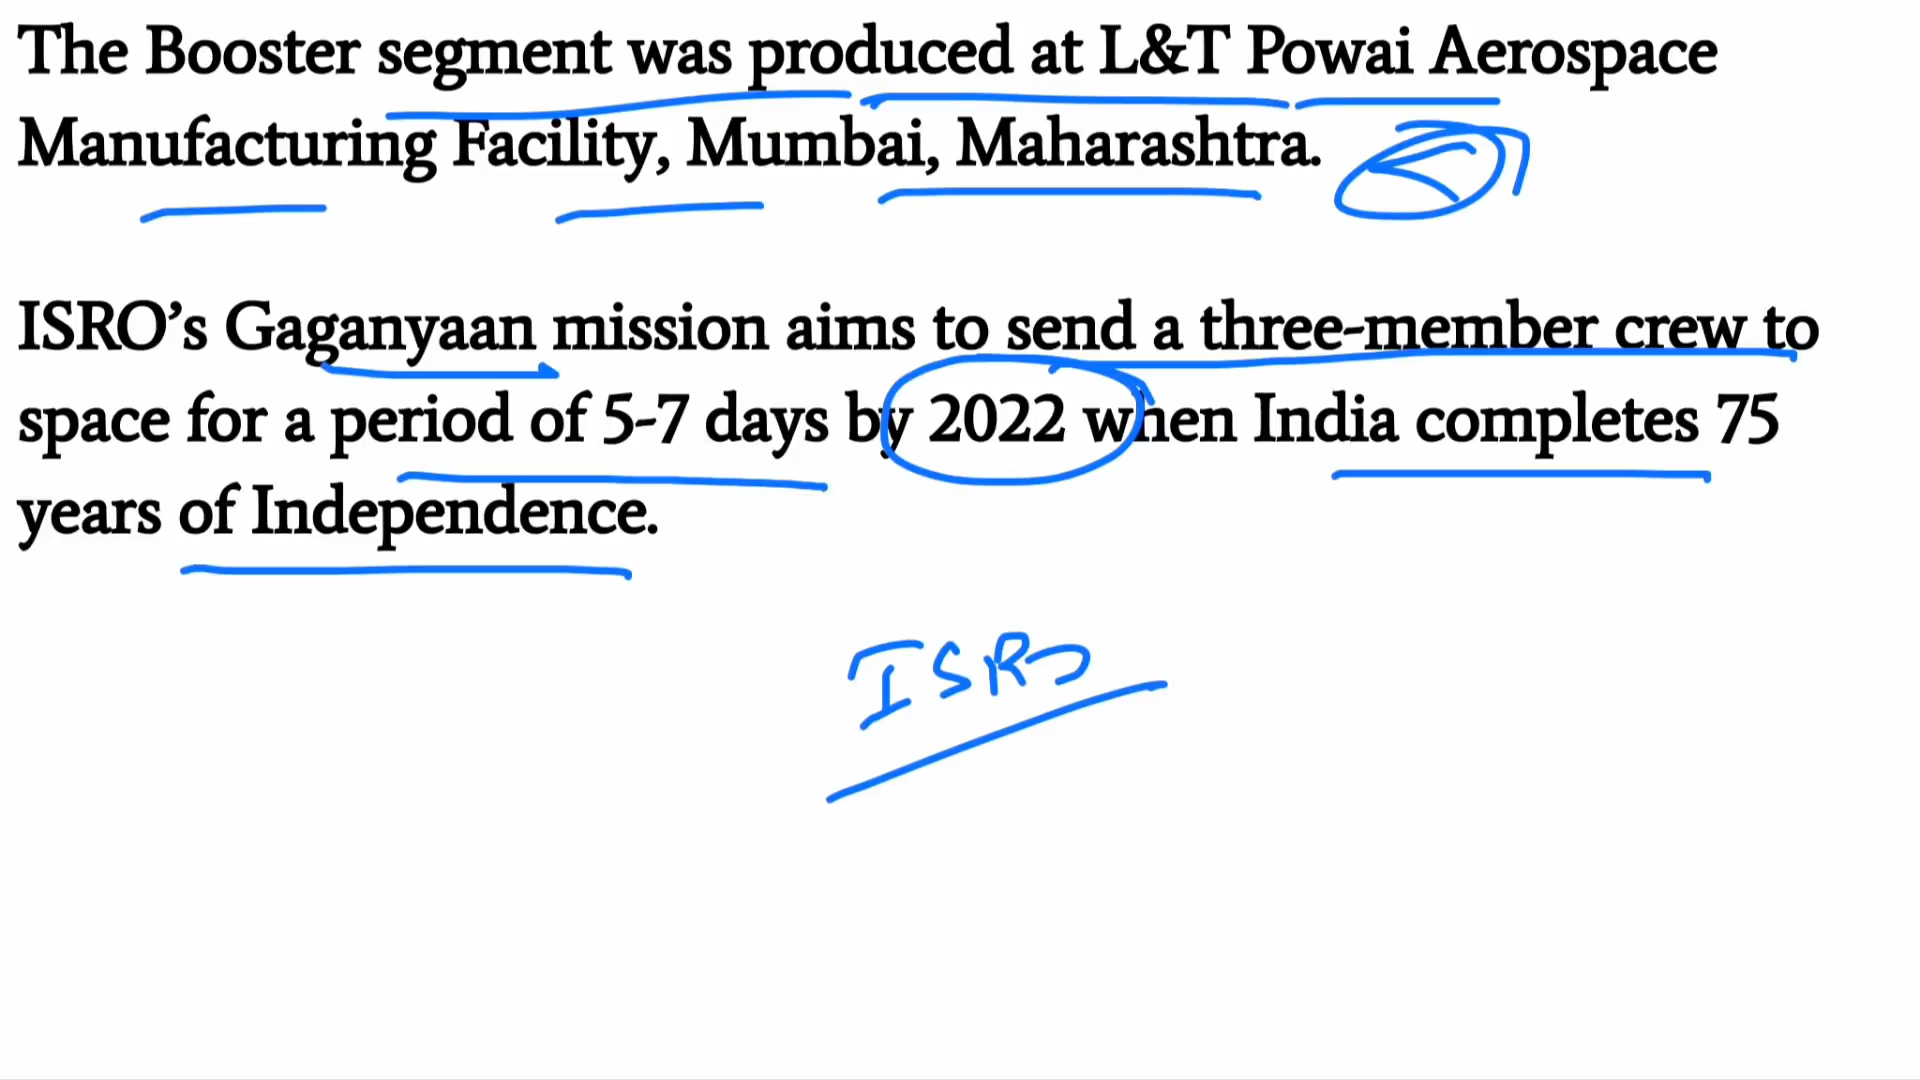 The Booster segment was produced at L&T Powai Aerospace
Manufacturing Facility, Mumbai, Maharashtra.
ISRO’s Gaganyaan mission aims to send a three-member crew to
space for a period of 5-7 days by 2022 when India completes 75
years of Independence.
ISRO